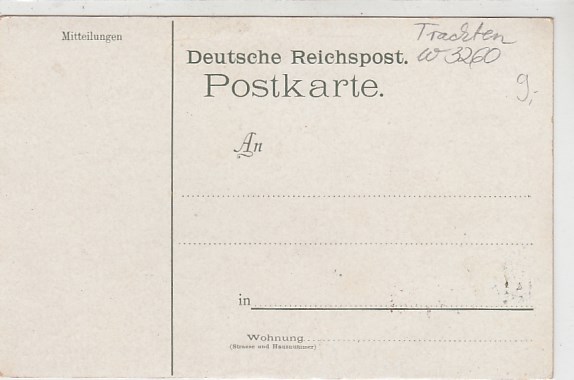 Mitteilungen
Deutsche Reichspost.
Postkarte.
Trachten
W 3260
9,-
An
in
Wohnung
(Strasse und Hausnummer)